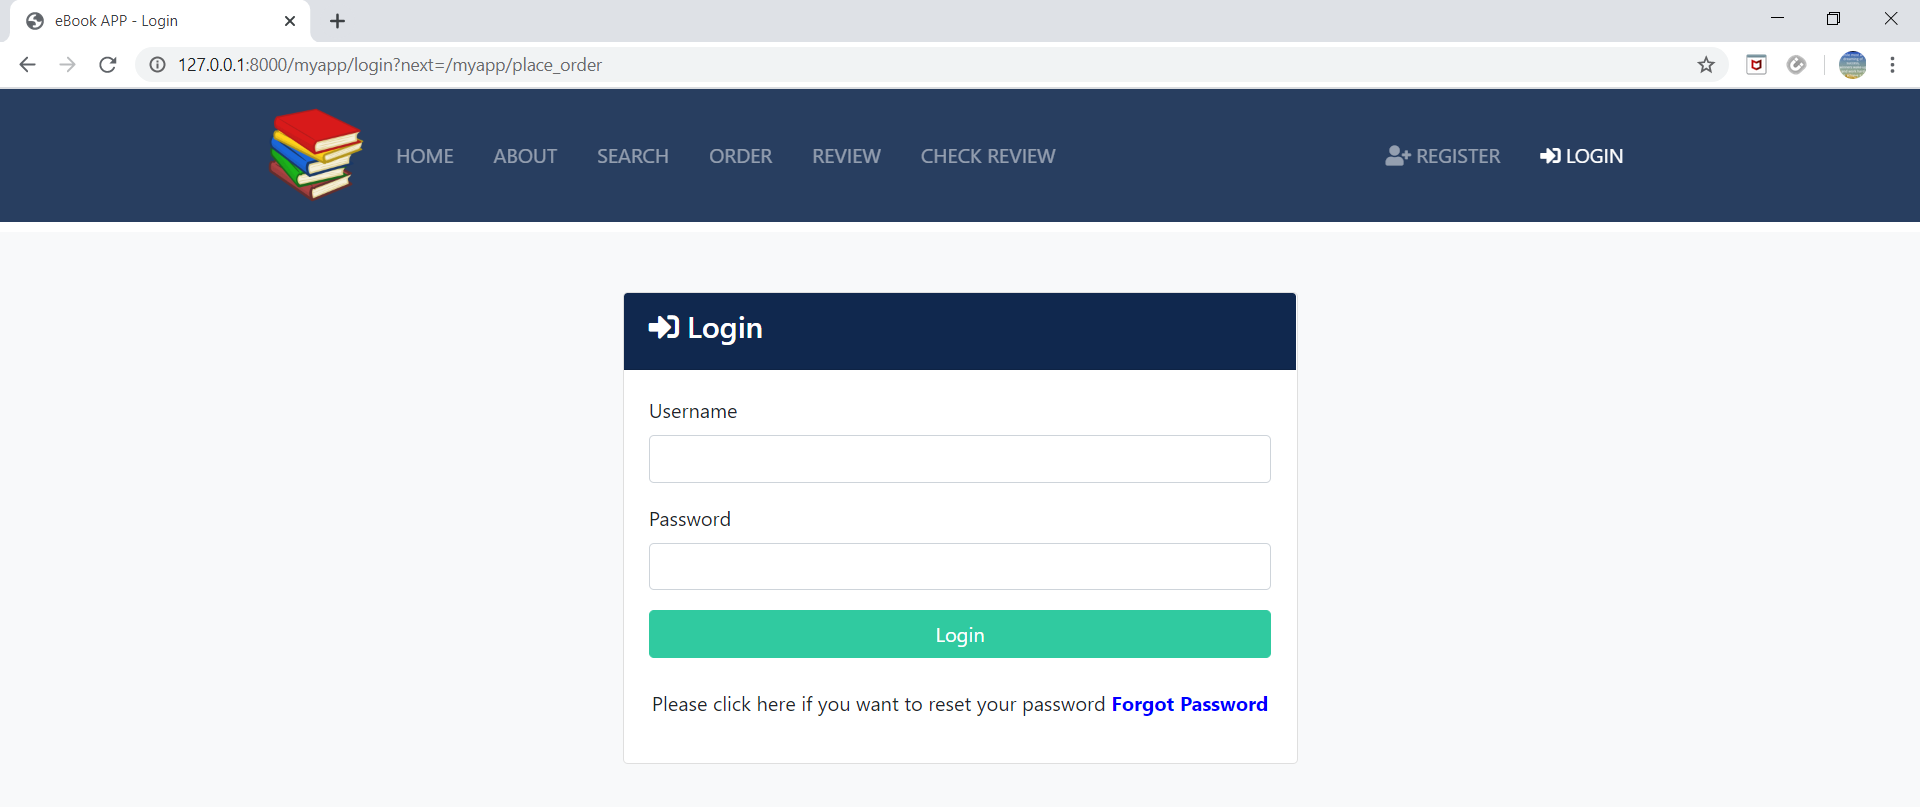 eBook APP - Login
127.0.0.1:8000/myapp/login?next=/myapp/place_order
HOME ABOUT SEARCH ORDER REVIEW CHECK REVIEW REGISTER LOGIN
Login
Username
Password
Login
Please click here if you want to reset your password Forgot Password